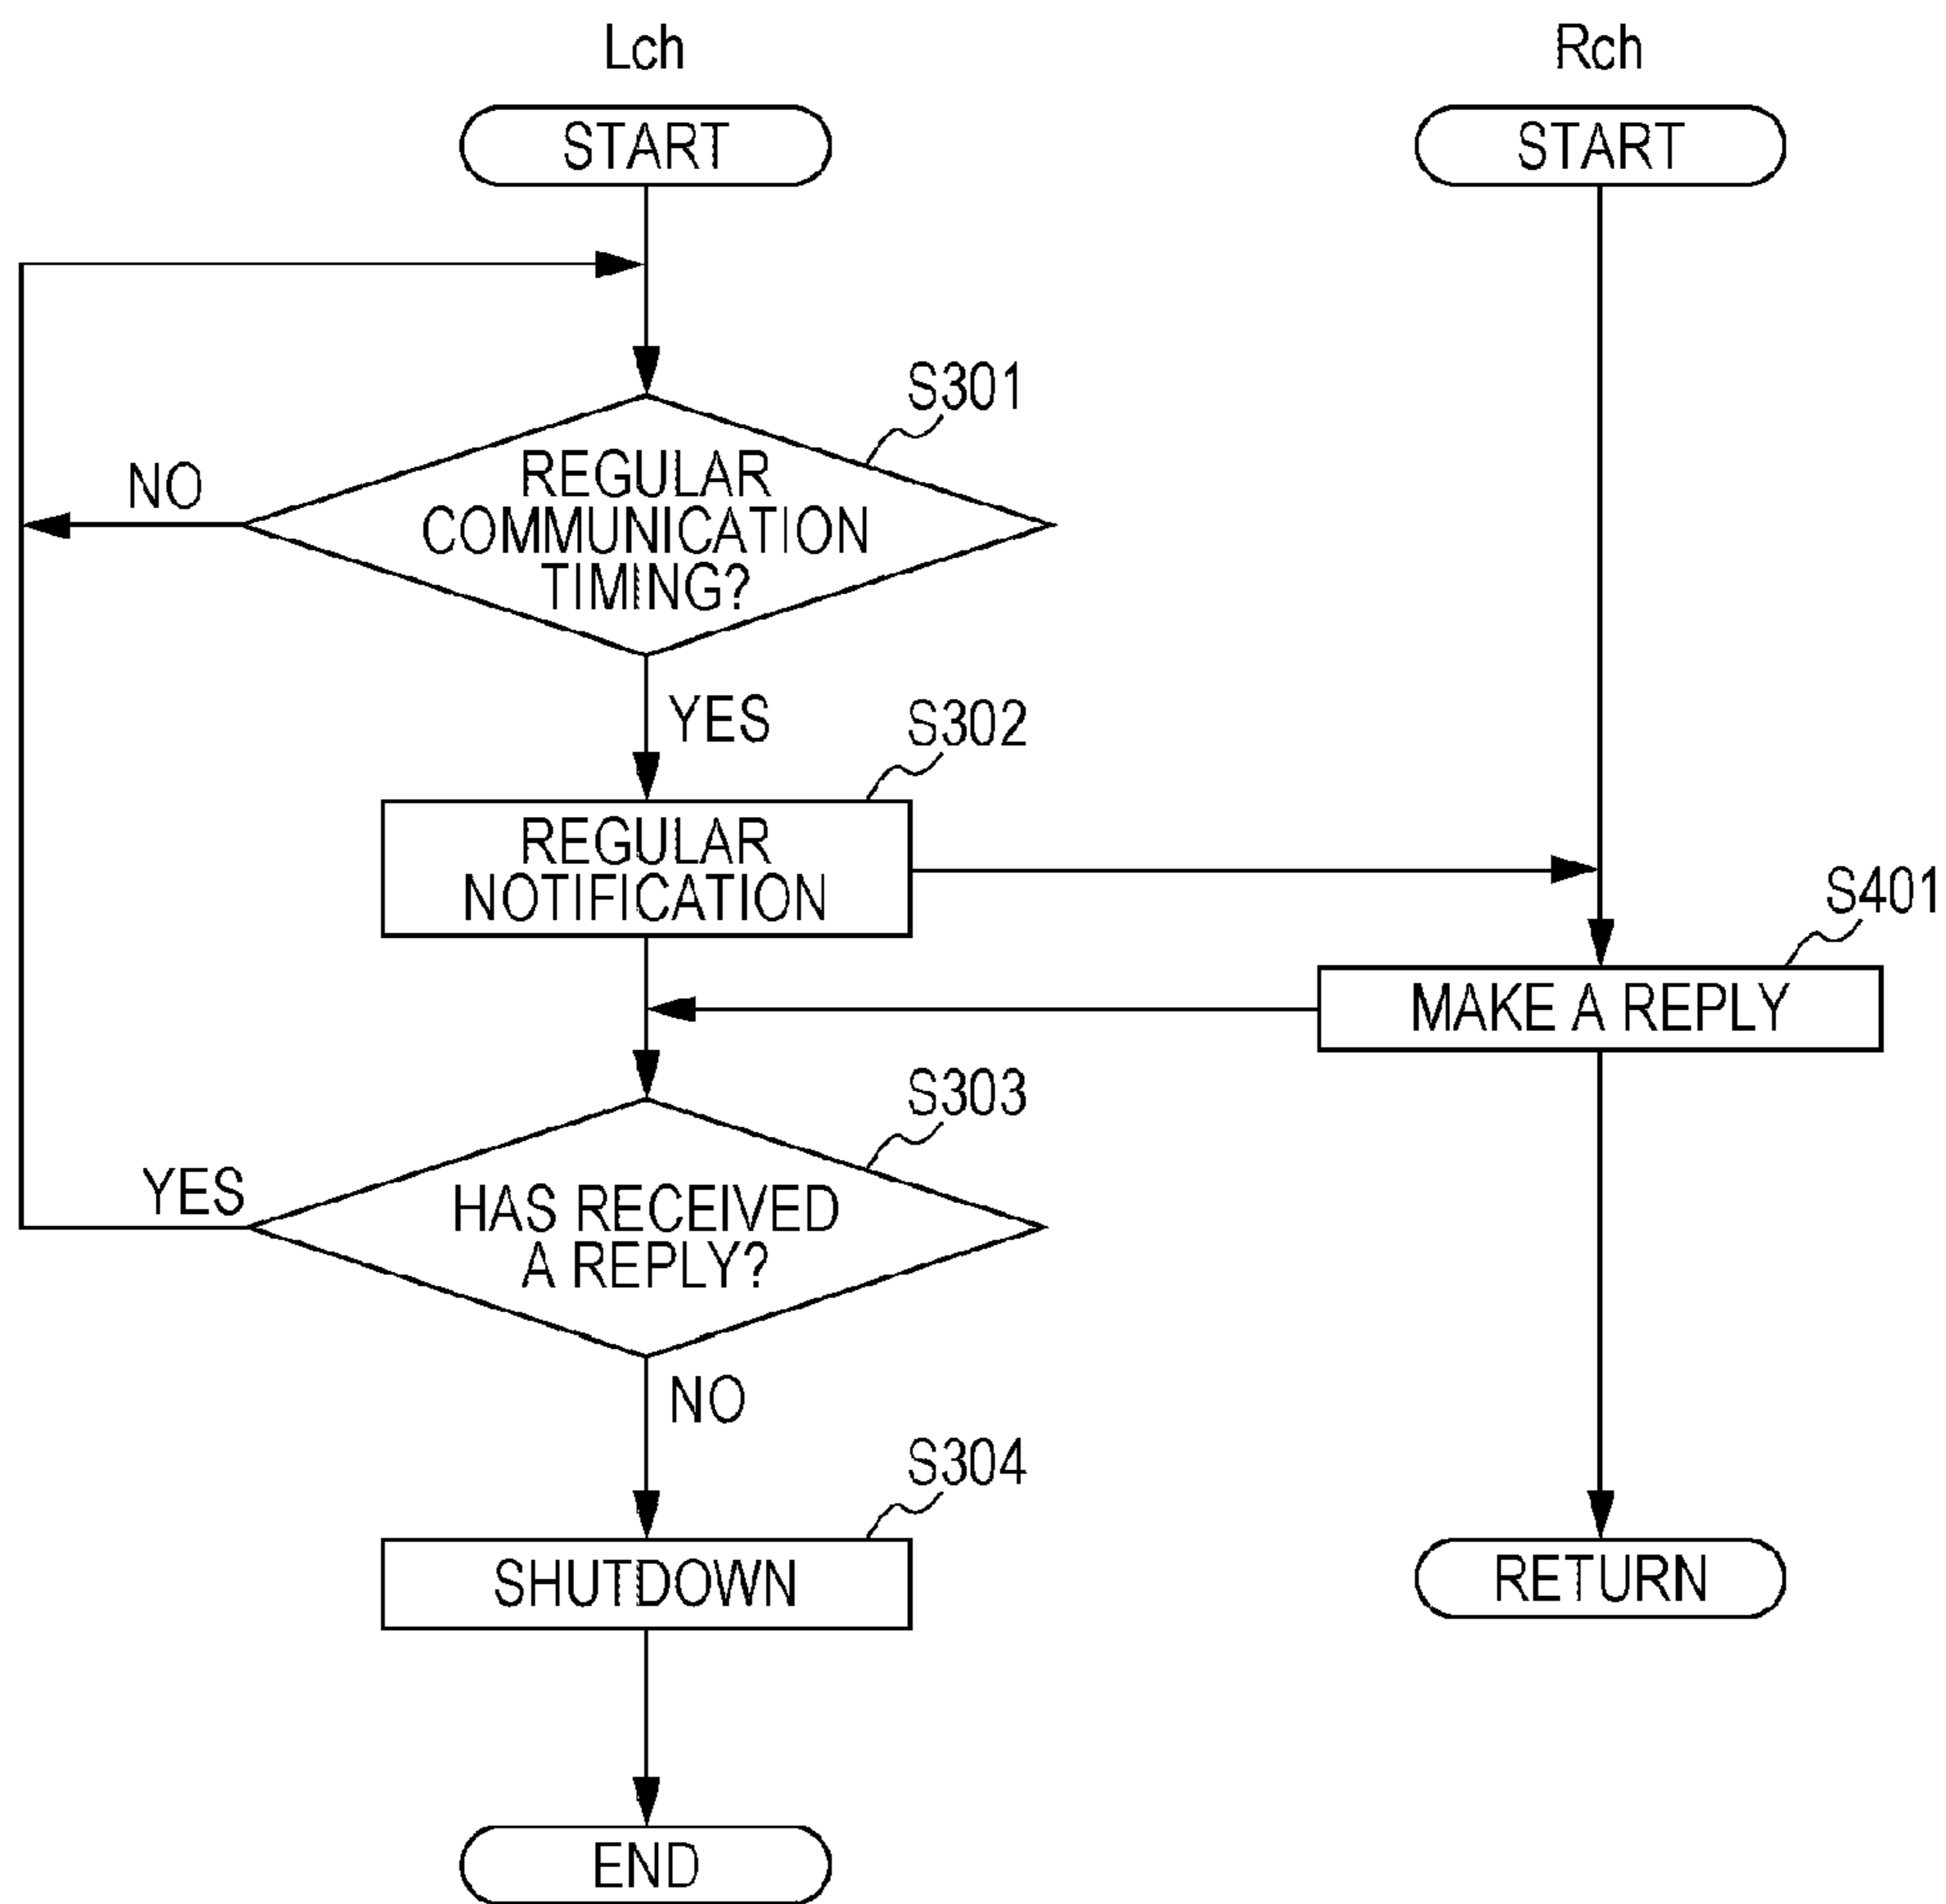 Lch
Rch
START
START
S301
NO
REGULAR
COMMUNICATION
TIMING?
YES
S302
REGULAR
NOTIFICATION
S401
MAKE A REPLY
S303
YES
HAS RECEIVED
A REPLY?
NO
S304
SHUTDOWN
RETURN
END